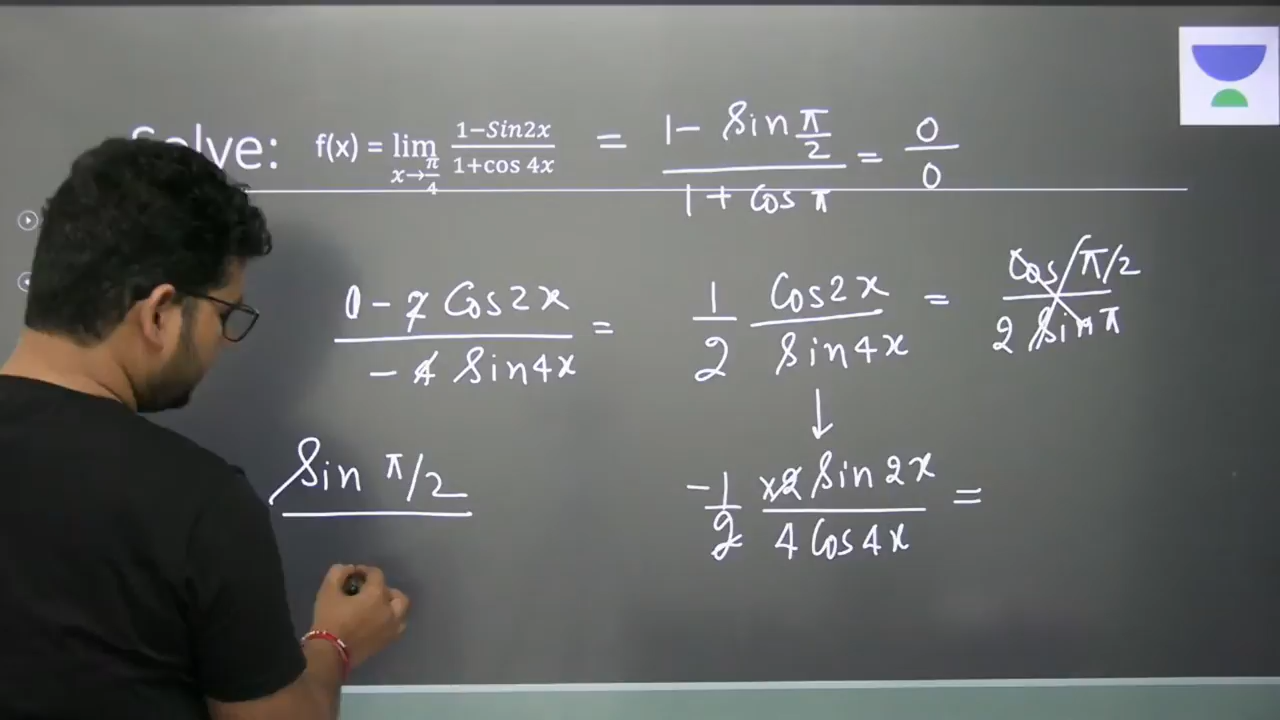 Solve: f(x) = lim x→π/4 (1−Sin2x)/(1+cos 4x) = (1 − Sin π/2)/(1 + Cos π) = 0/0
(0 − 2 Cos2x)/(−4 Sin4x) = 1/2 Cos2x/Sin4x = Cos π/2 / 2 Sin π
↓
Sin π/2
−1/2 ×2 Sin 2x / 4 Cos 4x =